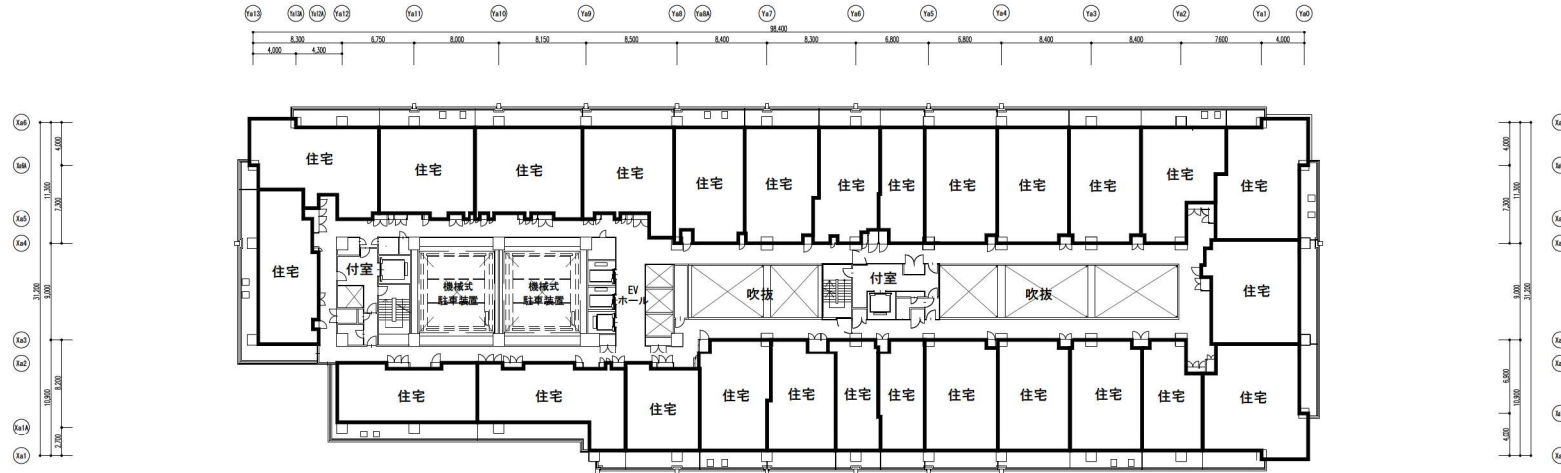 Ya13 Ya13A Ya12A Ya12 Ya11 Ya10 Ya9 Ya8 Ya8A Ya7 Ya6 Ya5 Ya4 Ya3 Ya2 Ya1 Ya0
98,400
8,300 6,750 8,000 8,150 8,500 8,400 8,300 6,800 6,800 8,400 8,400 7,600 4,000
4,000 4,300
Xa6
Xa6A
Xa5
Xa4
Xa3
Xa2
Xa1A
Xa1
31,200
11,300 9,000 10,900
4,000 7,300 8,200 2,700
住宅 住宅 住宅 住宅 住宅 住宅 住宅 住宅 住宅 住宅 住宅 住宅 住宅
住宅 付室 機械式 駐車装置 機械式 駐車装置 EV ホール 吹抜 付室 吹抜 住宅
住宅 住宅 住宅 住宅 住宅 住宅 住宅 住宅 住宅 住宅 住宅 住宅
4,000 7,300 6,900 4,000
11,300 9,000 10,900
31,200